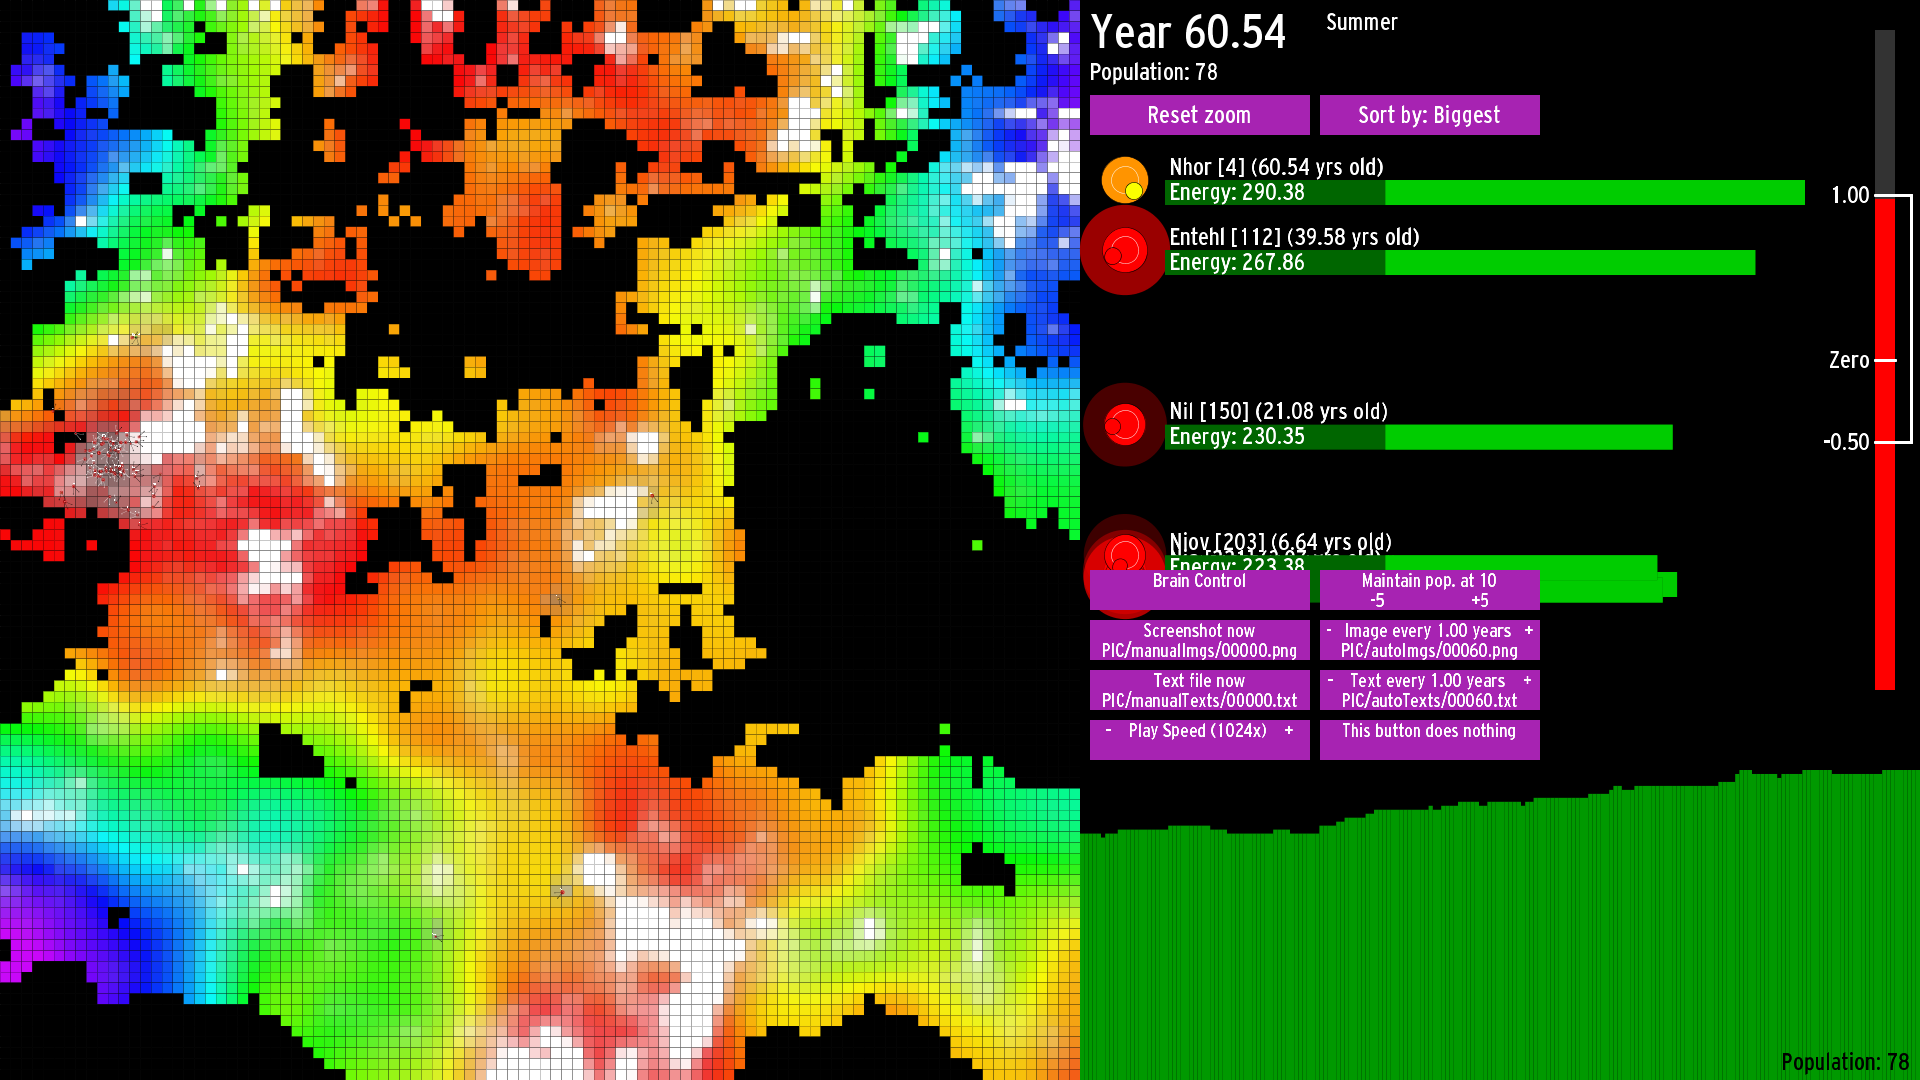 Year 60.54
Summer
Population: 78
Reset zoom
Sort by: Biggest
Nhor [4] (60.54 yrs old)
Energy: 290.38
Entehl [112] (39.58 yrs old)
Energy: 267.86
Nil [150] (21.08 yrs old)
Energy: 230.35
Njov [203] (6.64 yrs old)
Energy: 223.38
1.00
Zero
-0.50
Brain Control
Maintain pop. at 10
-5 +5
Screenshot now
PIC/manualImgs/00000.png
- Image every 1.00 years +
PIC/autoImgs/00060.png
Text file now
PIC/manualTexts/00000.txt
- Text every 1.00 years +
PIC/autoTexts/00060.txt
- Play Speed (1024x) +
This button does nothing
Population: 78